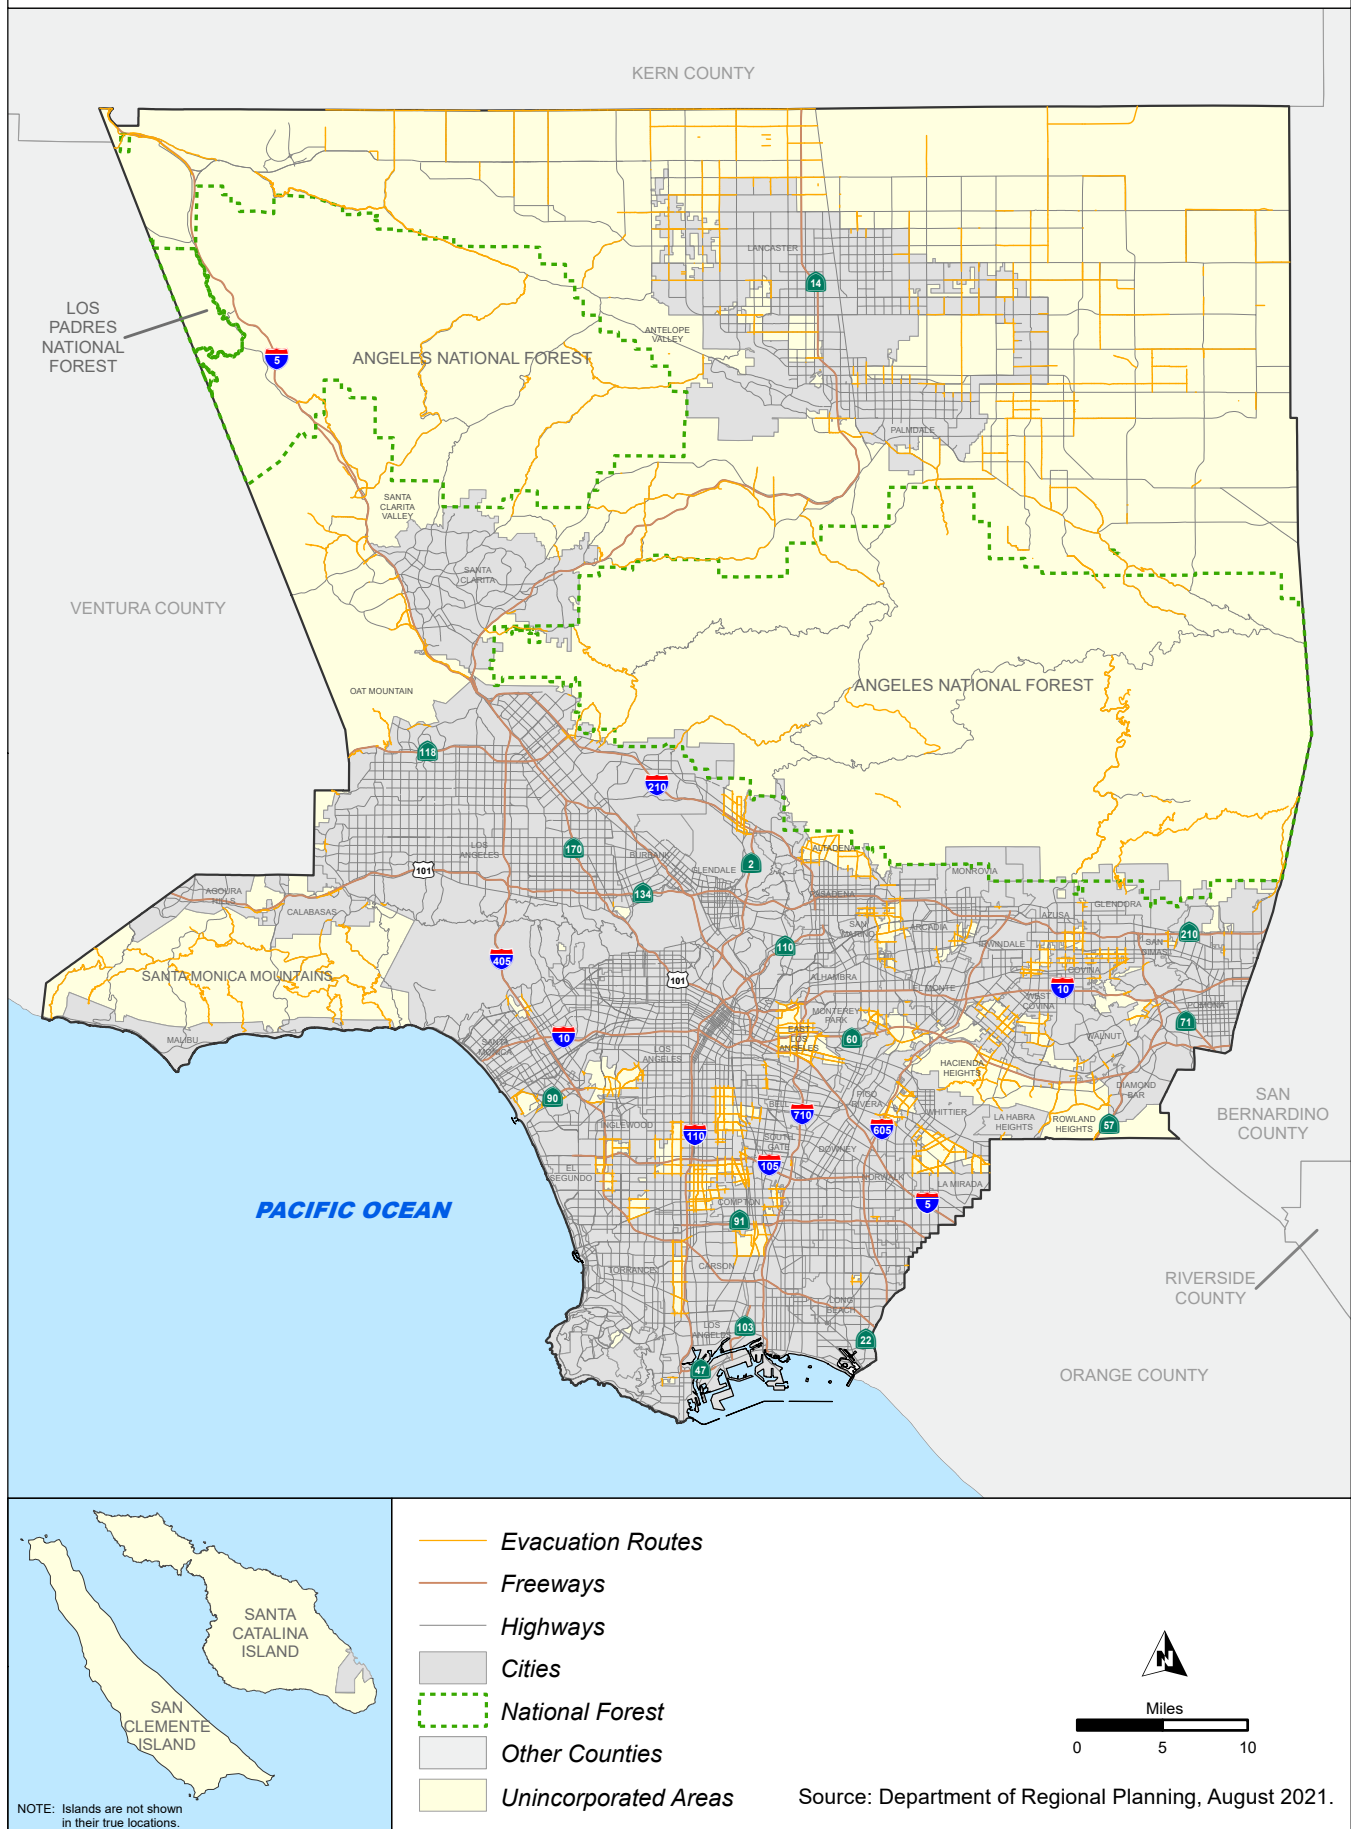 KERN COUNTY
LANCASTER
14
LOS
PADRES
NATIONAL
FOREST
ANTELOPE
VALLEY
5
ANGELES NATIONAL FOREST
PALMDALE
SANTA
CLARITA
VALLEY
SANTA
CLARITA
VENTURA COUNTY
OAT MOUNTAIN
ANGELES NATIONAL FOREST
118
210
LOS
ANGELES
170
BURBANK
ALTADENA
101
GLENDALE
2
MONROVIA
AGOURA
HILLS
134
PASADENA
CALABASAS
GLENDORA
AZUSA
SAN
MARINO
ARCADIA
210
110
IRWINDALE
SAN
DIMAS
405
SANTA MONICA MOUNTAINS
101
ALHAMBRA
COVINA
EL MONTE
10
WEST
COVINA
POMONA
MONTEREY
PARK
71
MALIBU
SANTA
MONICA
10
EAST
LOS
ANGELES
60
WALNUT
LOS
ANGELES
HACIENDA
HEIGHTS
DIAMOND
BAR
90
BELL
710
PICO
RIVERA
WHITTIER
LA HABRA
HEIGHTS
ROWLAND
HEIGHTS
57
SAN
BERNARDINO
COUNTY
INGLEWOOD
110
605
SOUTH
GATE
DOWNEY
105
EL
SEGUNDO
NORWALK
LA MIRADA
COMPTON
5
PACIFIC OCEAN
91
TORRANCE
CARSON
RIVERSIDE
COUNTY
LONG
BEACH
LOS
ANGELES
103
22
47
ORANGE COUNTY
SANTA
CATALINA
ISLAND
SAN
CLEMENTE
ISLAND
NOTE: Islands are not shown
in their true locations.
Evacuation Routes
Freeways
Highways
Cities
National Forest
Other Counties
Unincorporated Areas
N
Miles
0 5 10
Source: Department of Regional Planning, August 2021.